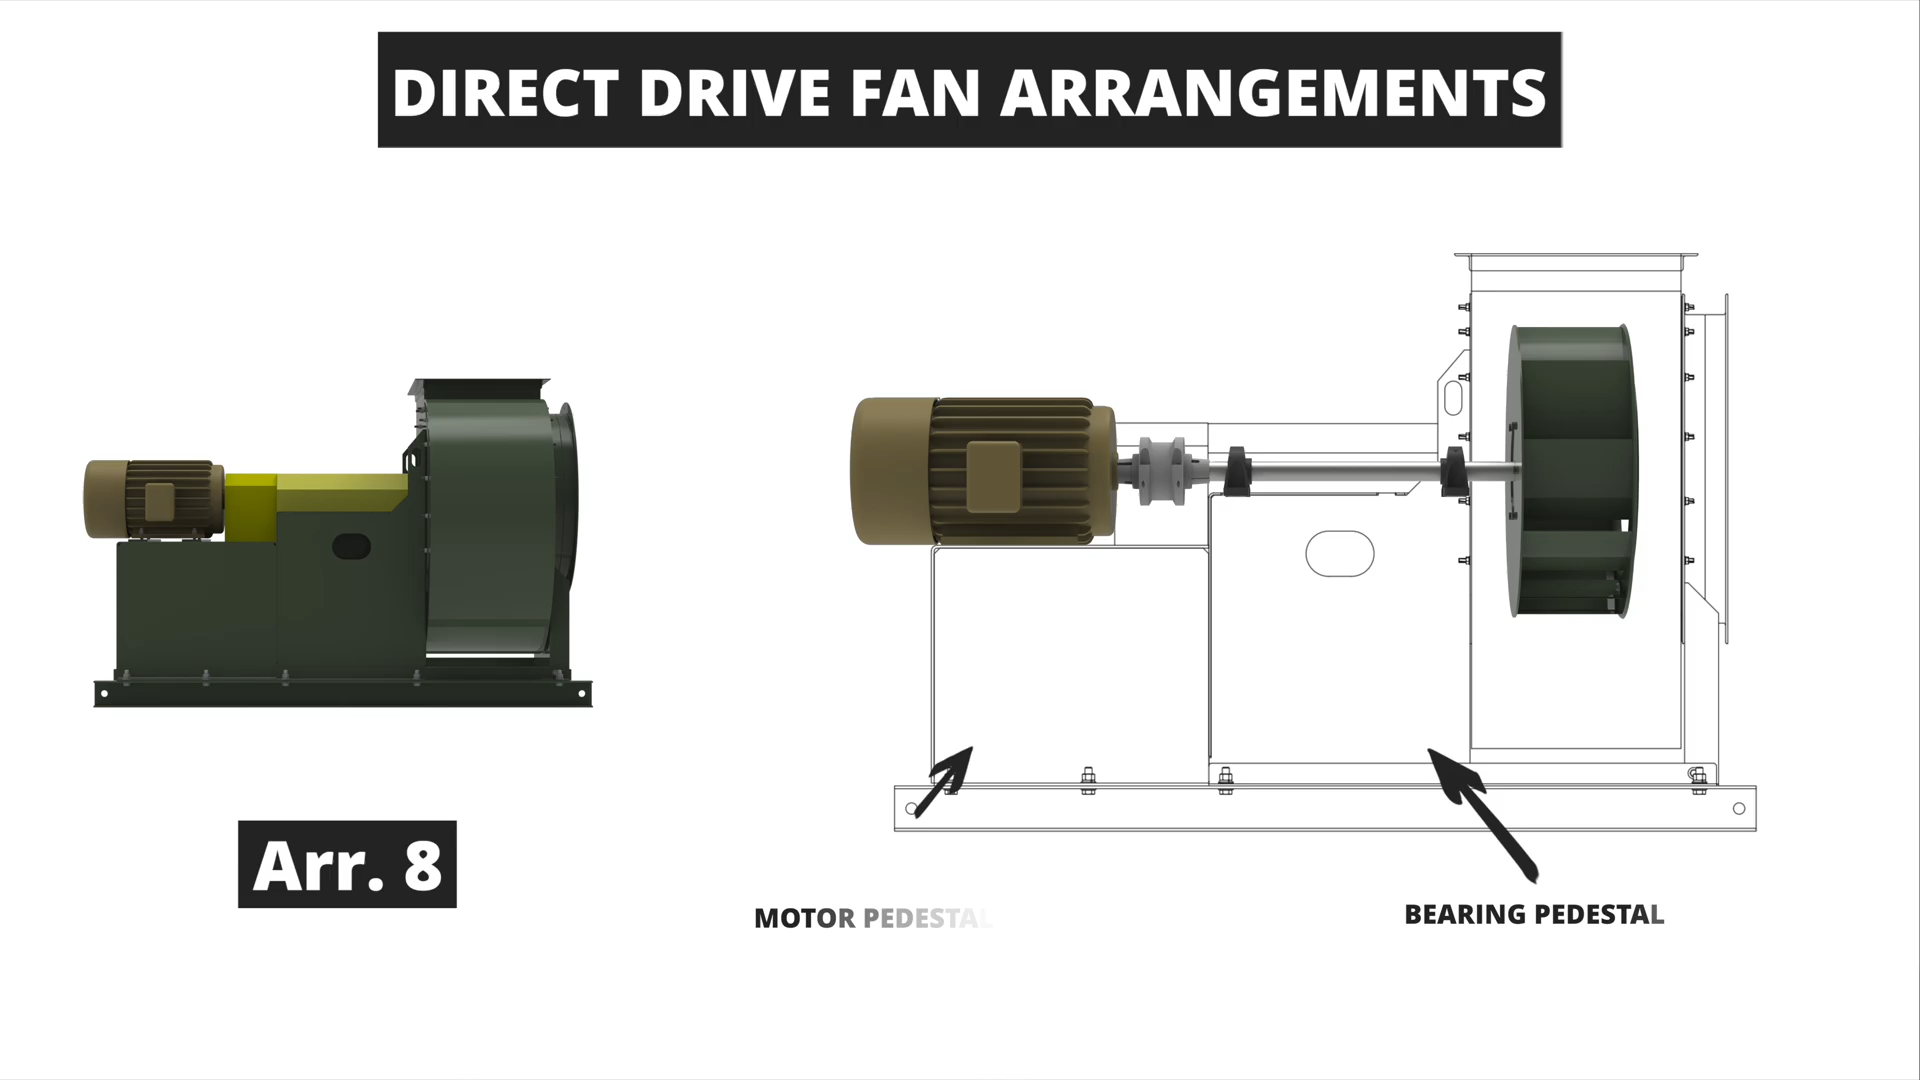 DIRECT DRIVE FAN ARRANGEMENTS
Arr. 8
MOTOR PEDESTAL
BEARING PEDESTAL